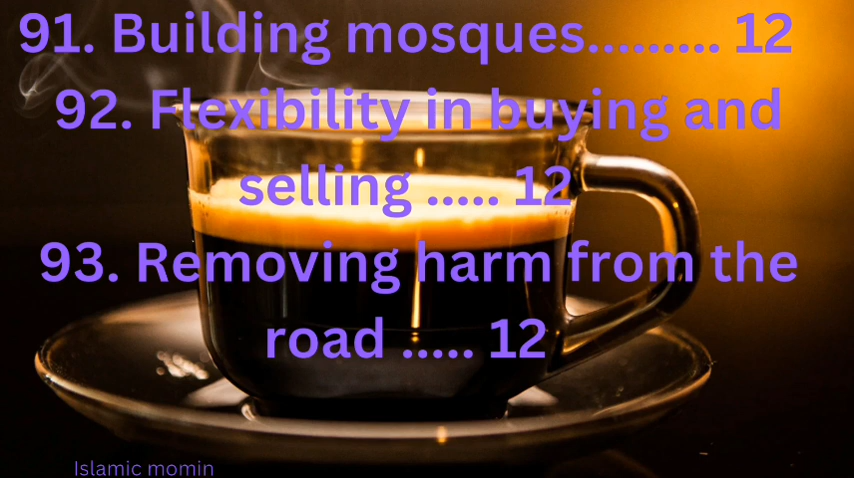 91. Building mosques......... 12
92. Flexibility in buying and
selling ..... 12
93. Removing harm from the
road ..... 12
Islamic momin